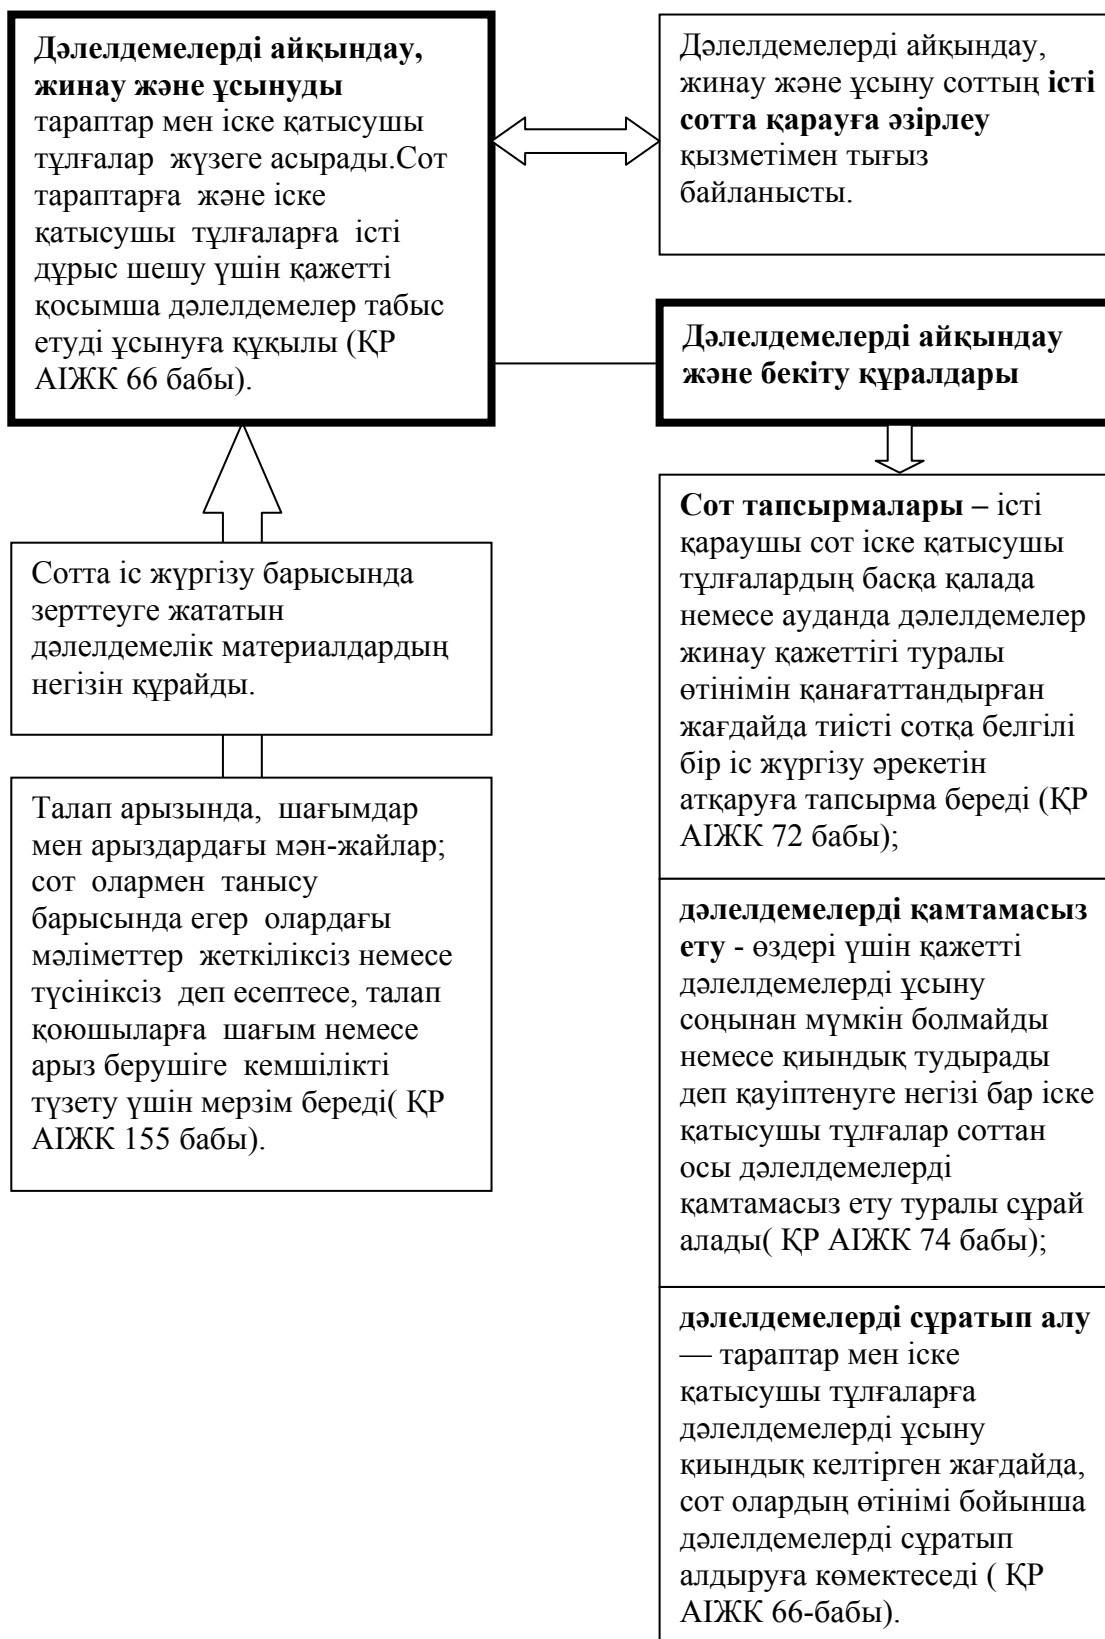 Дәлелдемелерді айқындау,
жинау және ұсынуды
тараптар мен іске қатысушы
тұлғалар жүзеге асырады.Сот
тараптарға және іске
қатысушы тұлғаларға істі
дұрыс шешу үшін қажетті
қосымша дәлелдемелер табыс
етуді ұсынуға құқылы (ҚР
АІЖК 66 бабы).
Дәлелдемелерді айқындау,
жинау және ұсыну соттың істі
сотта қарауға әзірлеу
қызметімен тығыз
байланысты.
Дәлелдемелерді айқындау
және бекіту құралдары
Сотта іс жүргізу барысында
зерттеуге жататын
дәлелдемелік материалдардың
негізін құрайды.
Талап арызында, шағымдар
мен арыздардағы мән-жайлар;
сот олармен танысу
барысында егер олардағы
мәліметтер жеткіліксіз немесе
түсініксіз деп есептесе, талап
қоюшыларға шағым немесе
арыз берушіге кемшілікті
түзету үшін мерзім береді( ҚР
АІЖК 155 бабы).
Сот тапсырмалары – істі
қараушы сот іске қатысушы
тұлғалардың басқа қалада
немесе ауданда дәлелдемелер
жинау қажеттігі туралы
өтінімін қанағаттандырған
жағдайда тиісті сотқа белгілі
бір іс жүргізу әрекетін
атқаруға тапсырма береді (ҚР
АІЖК 72 бабы);
дәлелдемелерді қамтамасыз
ету - өздері үшін қажетті
дәлелдемелерді ұсыну
соңынан мүмкін болмайды
немесе қиындық тудырады
деп қауіптенуге негізі бар іске
қатысушы тұлғалар соттан
осы дәлелдемелерді
қамтамасыз ету туралы сұрай
алады( ҚР АІЖК 74 бабы);
дәлелдемелерді сұратып алу
— тараптар мен іске
қатысушы тұлғаларға
дәлелдемелерді ұсыну
қиындық келтірген жағдайда,
сот олардың өтінімі бойынша
дәлелдемелерді сұратып
алдыруға көмектеседі ( ҚР
АІЖК 66-бабы).